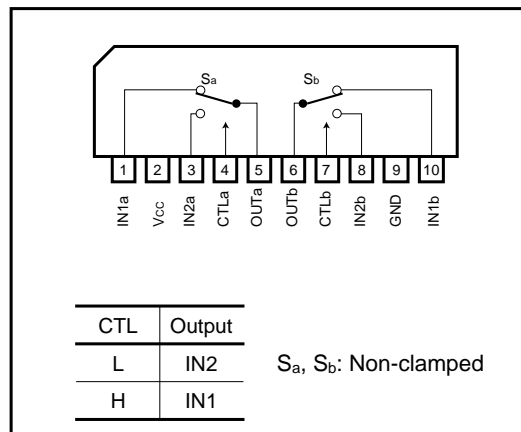 Sa Sb
1 2 3 4 5 6 7 8 9 10
IN1a
Vcc
IN2a
CTLa
OUTa
OUTb
CTLb
IN2b
GND
IN1b
CTL Output
L IN2
H IN1
Sa, Sb: Non-clamped